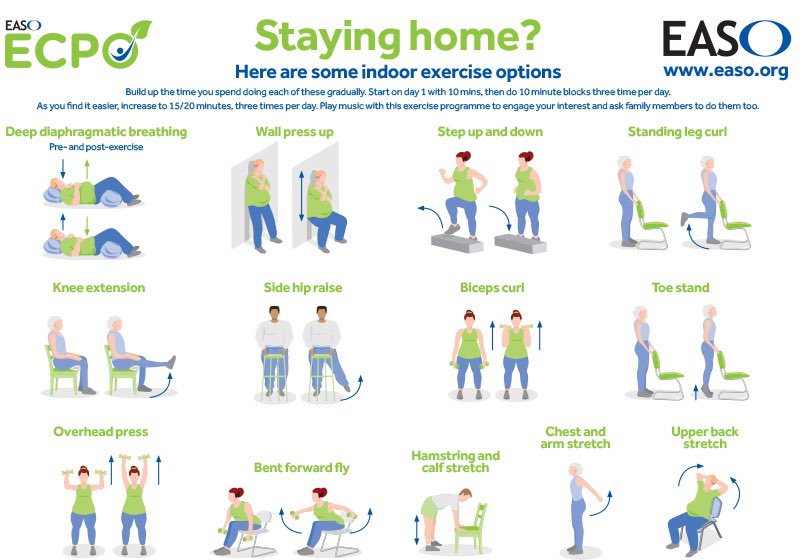 EASO
ECPO
Staying home?
EASO
www.easo.org
Here are some indoor exercise options
Build up the time you spend doing each of these gradually. Start on day 1 with 10 mins, then do 10 minute blocks three time per day.
As you find it easier, increase to 15/20 minutes, three times per day. Play music with this exercise programme to engage your interest and ask family members to do them too.
Deep diaphragmatic breathing
Pre- and post-exercise
Wall press up
Step up and down
Standing leg curl
Knee extension
Side hip raise
Biceps curl
Toe stand
Overhead press
Bent forward fly
Hamstring and
calf stretch
Chest and
arm stretch
Upper back
stretch